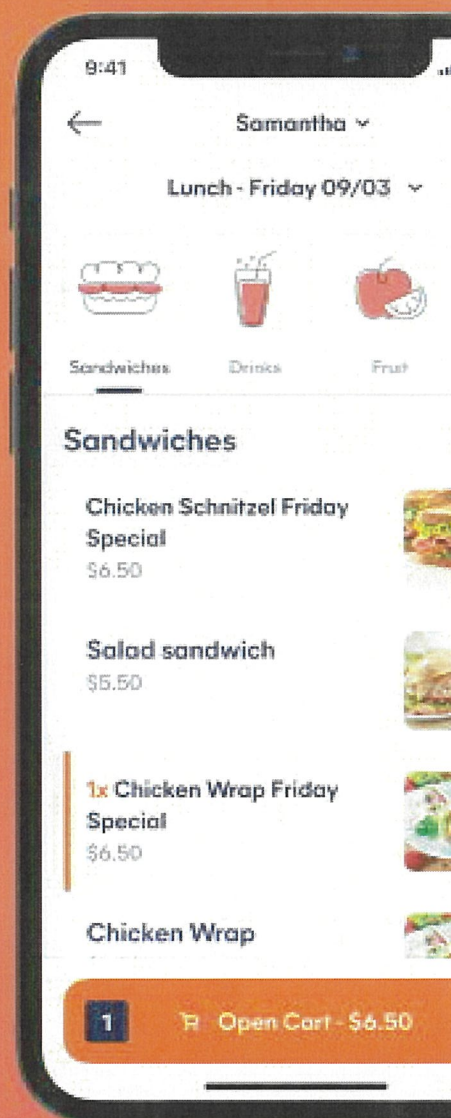 9:41
Samantha
Lunch - Friday 09/03
Sandwiches
Drinks
Fruit
Sandwiches
Chicken Schnitzel Friday
Special
$6.50
Salad sandwich
$5.50
1x Chicken Wrap Friday
Special
$6.50
Chicken Wrap
1
Open Cart - $6.50